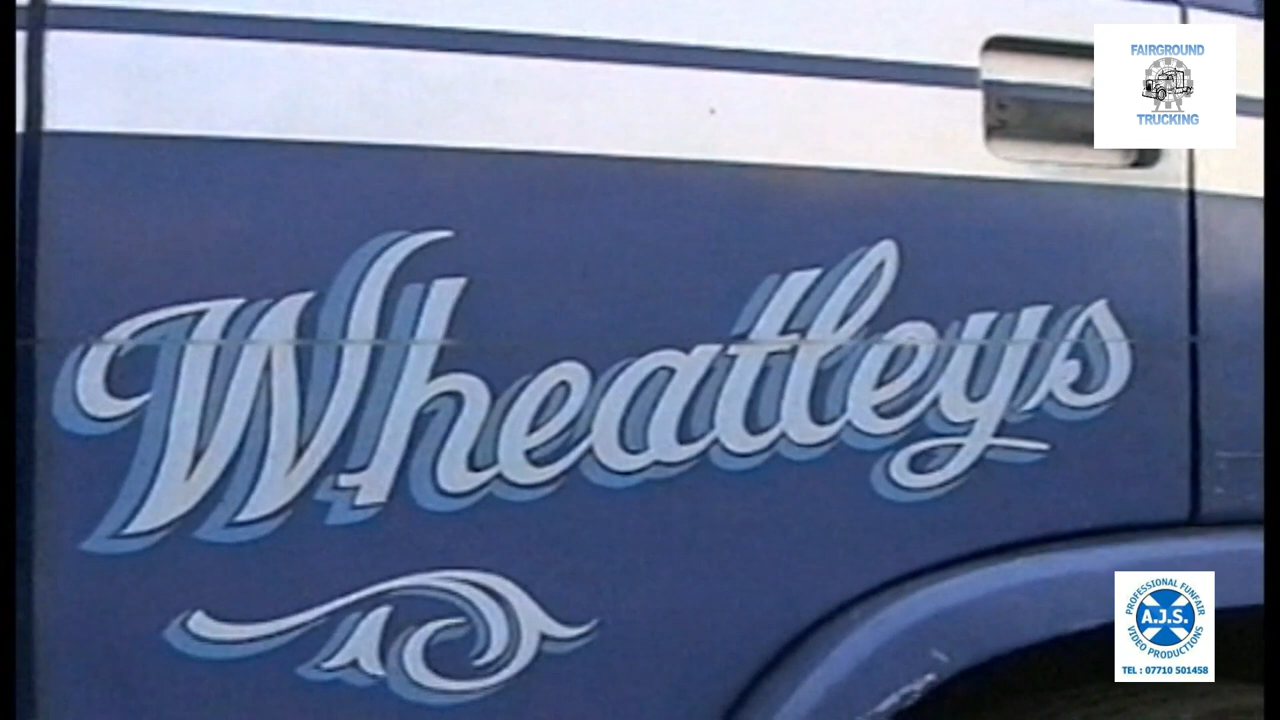 FAIRGROUND
TRUCKING
Wheatleys
PROFESSIONAL FUNFAIR
A.J.S.
VIDEO PRODUCTIONS
TEL : 07710 501458